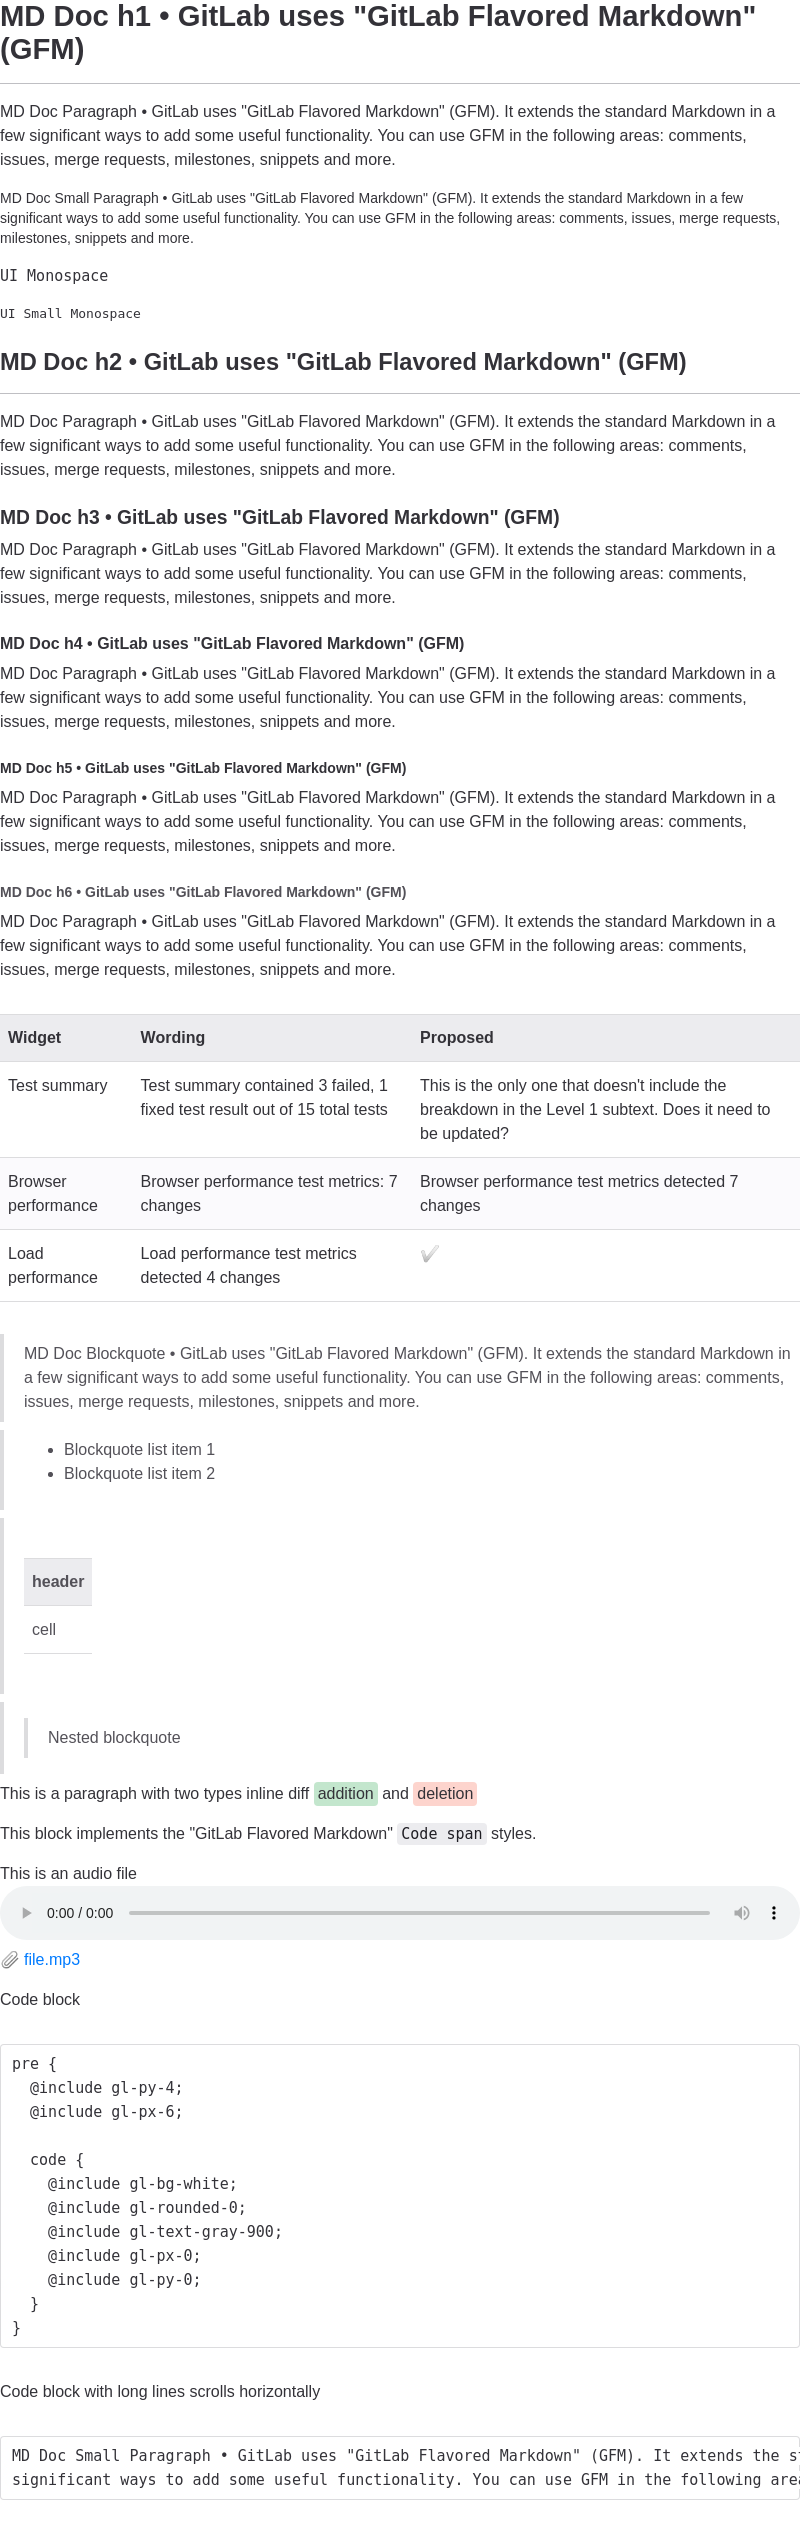 MD Doc h1 • GitLab uses "GitLab Flavored Markdown"
(GFM)
MD Doc Paragraph • GitLab uses "GitLab Flavored Markdown" (GFM). It extends the standard Markdown in a
few significant ways to add some useful functionality. You can use GFM in the following areas: comments,
issues, merge requests, milestones, snippets and more.
MD Doc Small Paragraph • GitLab uses "GitLab Flavored Markdown" (GFM). It extends the standard Markdown in a few
significant ways to add some useful functionality. You can use GFM in the following areas: comments, issues, merge requests,
milestones, snippets and more.
UI Monospace
UI Small Monospace
MD Doc h2 • GitLab uses "GitLab Flavored Markdown" (GFM)
MD Doc Paragraph • GitLab uses "GitLab Flavored Markdown" (GFM). It extends the standard Markdown in a
few significant ways to add some useful functionality. You can use GFM in the following areas: comments,
issues, merge requests, milestones, snippets and more.
MD Doc h3 • GitLab uses "GitLab Flavored Markdown" (GFM)
MD Doc Paragraph • GitLab uses "GitLab Flavored Markdown" (GFM). It extends the standard Markdown in a
few significant ways to add some useful functionality. You can use GFM in the following areas: comments,
issues, merge requests, milestones, snippets and more.
MD Doc h4 • GitLab uses "GitLab Flavored Markdown" (GFM)
MD Doc Paragraph • GitLab uses "GitLab Flavored Markdown" (GFM). It extends the standard Markdown in a
few significant ways to add some useful functionality. You can use GFM in the following areas: comments,
issues, merge requests, milestones, snippets and more.
MD Doc h5 • GitLab uses "GitLab Flavored Markdown" (GFM)
MD Doc Paragraph • GitLab uses "GitLab Flavored Markdown" (GFM). It extends the standard Markdown in a
few significant ways to add some useful functionality. You can use GFM in the following areas: comments,
issues, merge requests, milestones, snippets and more.
MD Doc h6 • GitLab uses "GitLab Flavored Markdown" (GFM)
MD Doc Paragraph • GitLab uses "GitLab Flavored Markdown" (GFM). It extends the standard Markdown in a
few significant ways to add some useful functionality. You can use GFM in the following areas: comments,
issues, merge requests, milestones, snippets and more.
Widget Wording Proposed
Test summary Test summary contained 3 failed, 1 This is the only one that doesn't include the
fixed test result out of 15 total tests breakdown in the Level 1 subtext. Does it need to
be updated?
Browser Browser performance test metrics: 7 Browser performance test metrics detected 7
performance changes changes
Load Load performance test metrics ✔
performance detected 4 changes
MD Doc Blockquote • GitLab uses "GitLab Flavored Markdown" (GFM). It extends the standard Markdown in
a few significant ways to add some useful functionality. You can use GFM in the following areas: comments,
issues, merge requests, milestones, snippets and more.
• Blockquote list item 1
• Blockquote list item 2
header
cell
Nested blockquote
This is a paragraph with two types inline diff addition and deletion
This block implements the "GitLab Flavored Markdown" Code span styles.
This is an audio file
0:00 / 0:00
file.mp3
Code block
pre {
  @include gl-py-4;
  @include gl-px-6;
  code {
    @include gl-bg-white;
    @include gl-rounded-0;
    @include gl-text-gray-900;
    @include gl-px-0;
    @include gl-py-0;
  }
}
Code block with long lines scrolls horizontally
MD Doc Small Paragraph • GitLab uses "GitLab Flavored Markdown" (GFM). It extends the
significant ways to add some useful functionality. You can use GFM in the following